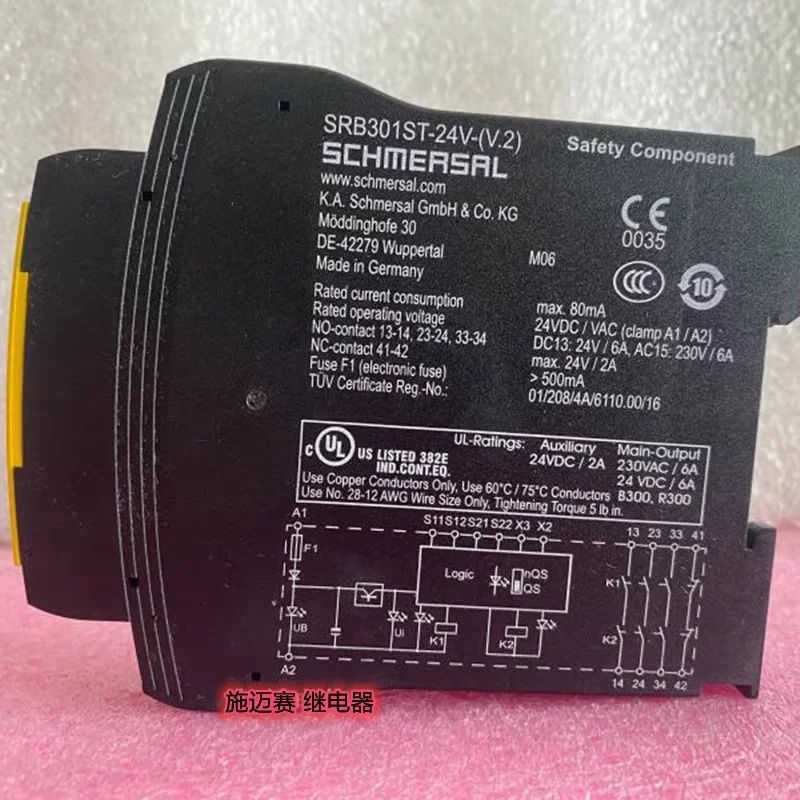 SRB301ST-24V-(V.2)
Safety Component
SCHMERSAL
www.schmersal.com
K.A. Schmersal GmbH & Co. KG
Möddinghofe 30
DE-42279 Wuppertal
Made in Germany
M06
CE
0035
CCC
10
Rated current consumption max. 80mA
Rated operating voltage 24VDC / VAC (clamp A1 / A2)
NO-contact 13-14, 23-24, 33-34 DC13: 24V / 6A, AC15: 230V / 6A
NC-contact 41-42 max. 24V / 2A
Fuse F1 (electronic fuse) > 500mA
TÜV Certificate Reg.-No.: 01/208/4A/6110.00/16
UL-Ratings: Auxiliary Main-Output
c UL US LISTED 382E 24VDC / 2A 230VAC / 6A
IND.CONT.EQ. 24 VDC / 6A
Use Copper Conductors Only, Use 60°C / 75°C Conductors B300, R300
Use No. 28-12 AWG Wire Size Only, Tightening Torque 5 lb in.
A1 S11 S12 S21 S22 X3 X2 13 23 33 41
F1
Logic nQS
QS
K1
UB Ui K1 K2 K2
A2 14 24 34 42
施迈赛 继电器